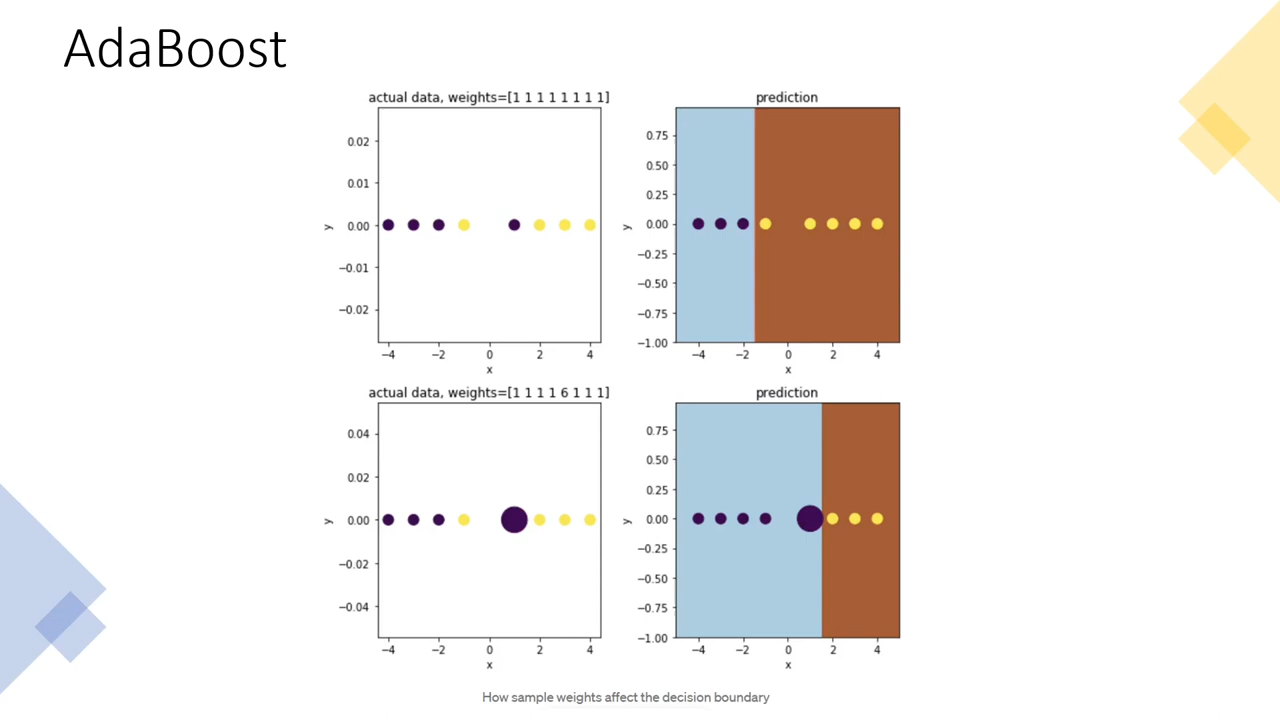 AdaBoost
actual data, weights=[1 1 1 1 1 1 1 1]
0.02
0.01
0.00
−0.01
−0.02
y
−4 −2 0 2 4
x
prediction
0.75
0.50
0.25
0.00
−0.25
−0.50
−0.75
−1.00
y
−4 −2 0 2 4
x
actual data, weights=[1 1 1 1 6 1 1 1]
0.04
0.02
0.00
−0.02
−0.04
y
−4 −2 0 2 4
x
prediction
0.75
0.50
0.25
0.00
−0.25
−0.50
−0.75
−1.00
y
−4 −2 0 2 4
x
How sample weights affect the decision boundary